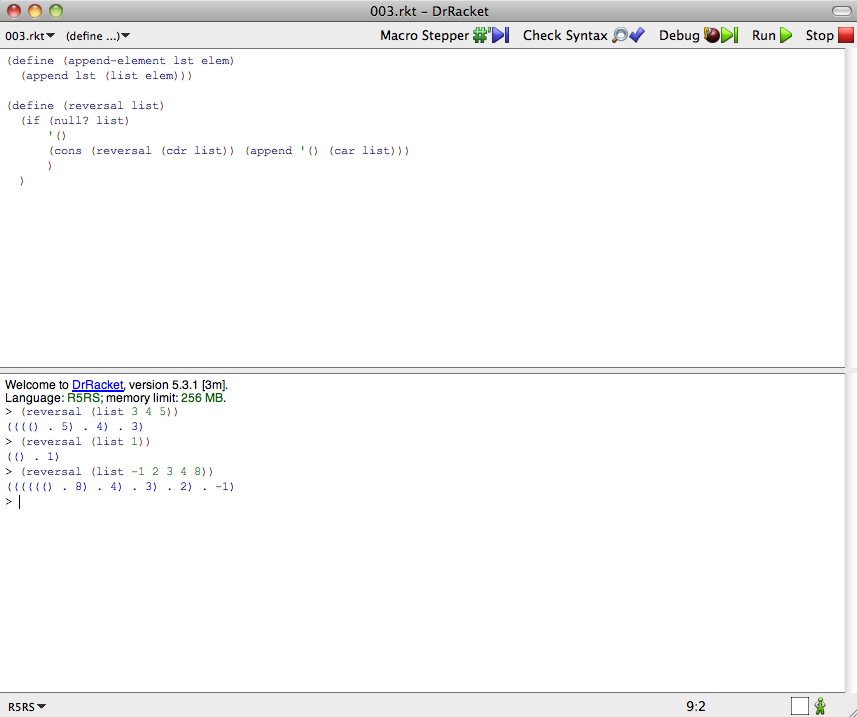 003.rkt - DrRacket
003.rkt (define ...) Macro Stepper Check Syntax Debug Run Stop
(define (append-element lst elem)
  (append lst (list elem)))
(define (reversal list)
  (if (null? list)
      '()
      (cons (reversal (cdr list)) (append '() (car list)))
      )
  )
Welcome to DrRacket, version 5.3.1 [3m].
Language: R5RS; memory limit: 256 MB.
> (reversal (list 3 4 5))
(((() . 5) . 4) . 3)
> (reversal (list 1))
(() . 1)
> (reversal (list -1 2 3 4 8))
((((((() . 8) . 4) . 3) . 2) . -1)
>
R5RS 9:2